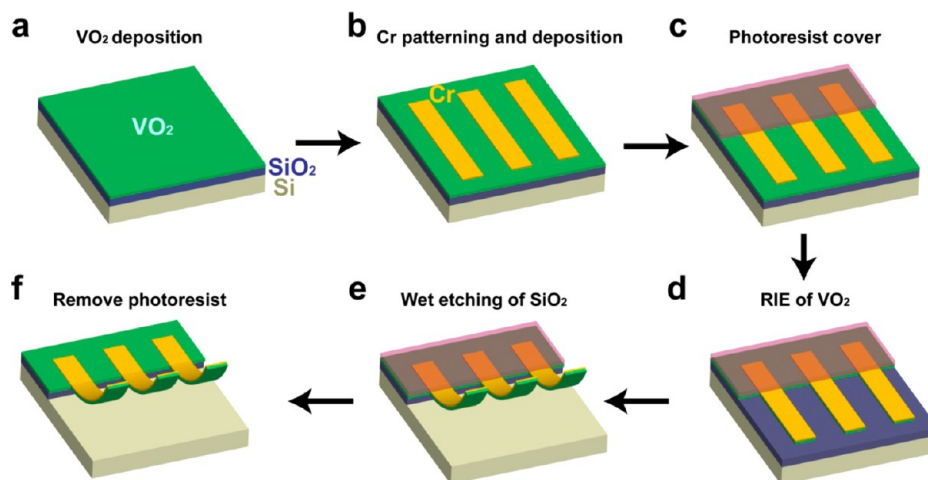 a VO₂ deposition
b Cr patterning and deposition
c Photoresist cover
VO₂
Cr
SiO₂
Si
f Remove photoresist
e Wet etching of SiO₂
d RIE of VO₂